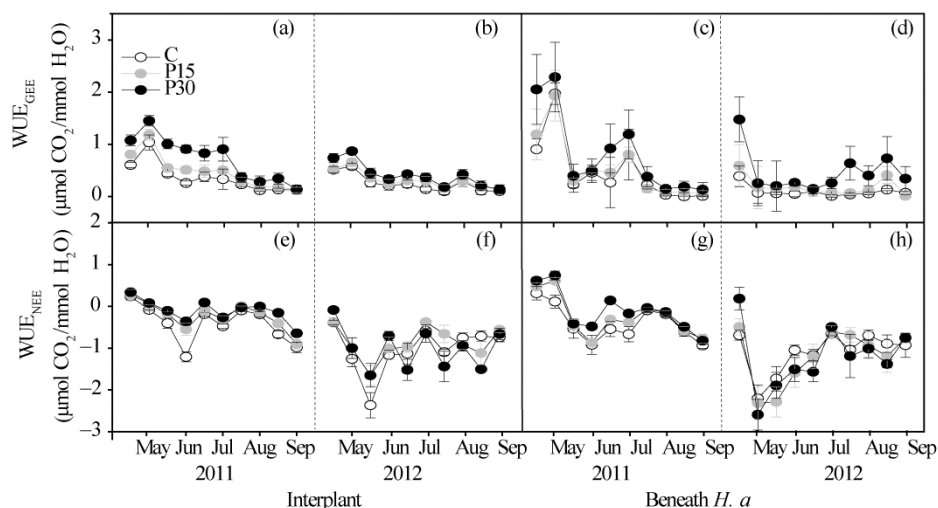 (a)
(b)
(c)
(d)
C
P15
P30
WUE_GEE
(μmol CO₂/mmol H₂O)
3
2
1
0
2
(e)
(f)
(g)
(h)
WUE_NEE
(μmol CO₂/mmol H₂O)
1
0
−1
−2
−3
May Jun Jul Aug Sep May Jun Jul Aug Sep May Jun Jul Aug Sep May Jun Jul Aug Sep
2011 2012 2011 2012
Interplant Beneath H. a